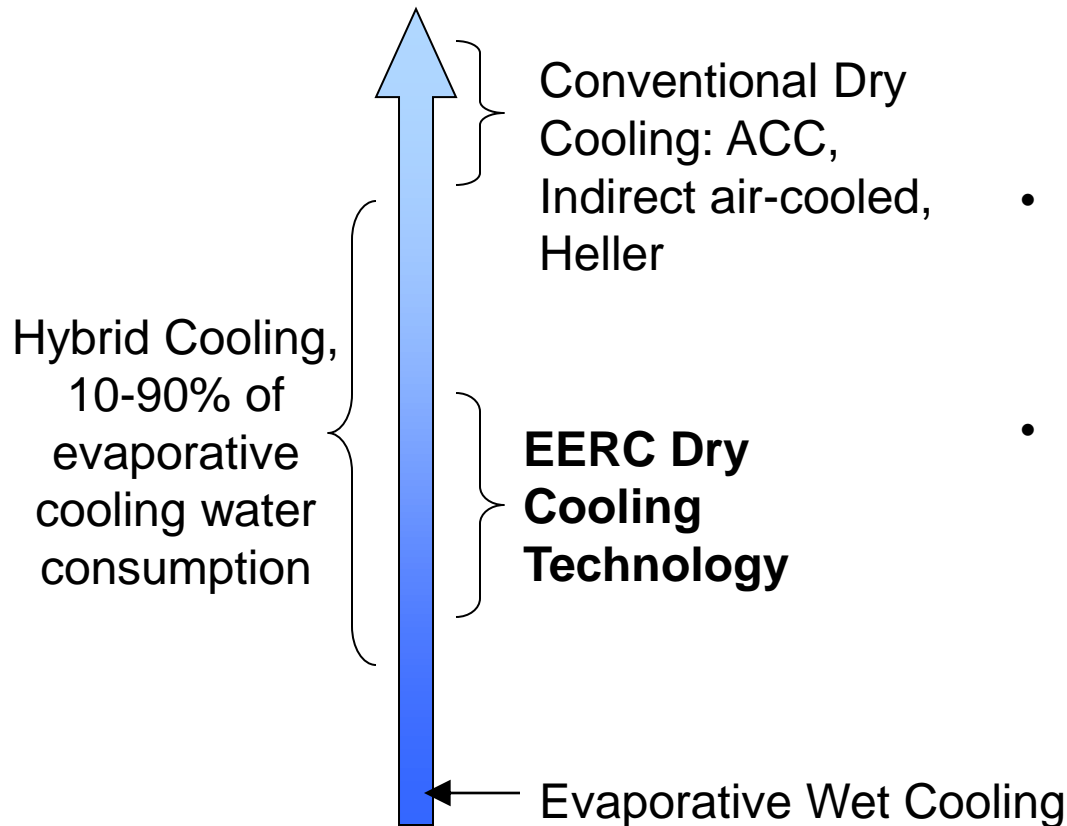 Conventional Dry
Cooling: ACC,
Indirect air-cooled,
Heller
Hybrid Cooling,
10-90% of
evaporative
cooling water
consumption
EERC Dry
Cooling
Technology
Evaporative Wet Cooling
•
•